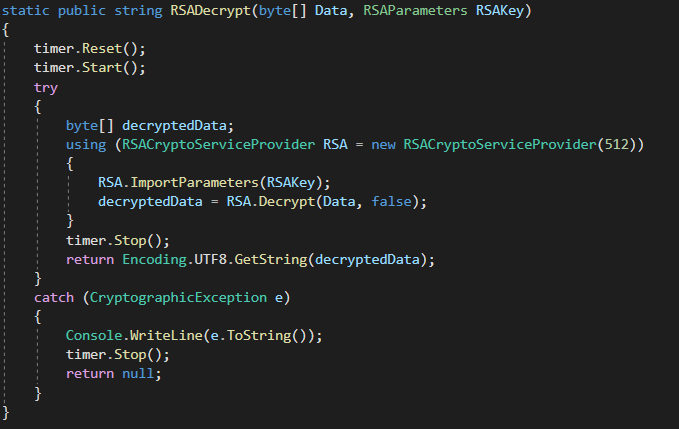 static public string RSADecrypt(byte[] Data, RSAParameters RSAKey)
{
    timer.Reset();
    timer.Start();
    try
    {
        byte[] decryptedData;
        using (RSACryptoServiceProvider RSA = new RSACryptoServiceProvider(512))
        {
            RSA.ImportParameters(RSAKey);
            decryptedData = RSA.Decrypt(Data, false);
        }
        timer.Stop();
        return Encoding.UTF8.GetString(decryptedData);
    }
    catch (CryptographicException e)
    {
        Console.WriteLine(e.ToString());
        timer.Stop();
        return null;
    }
}